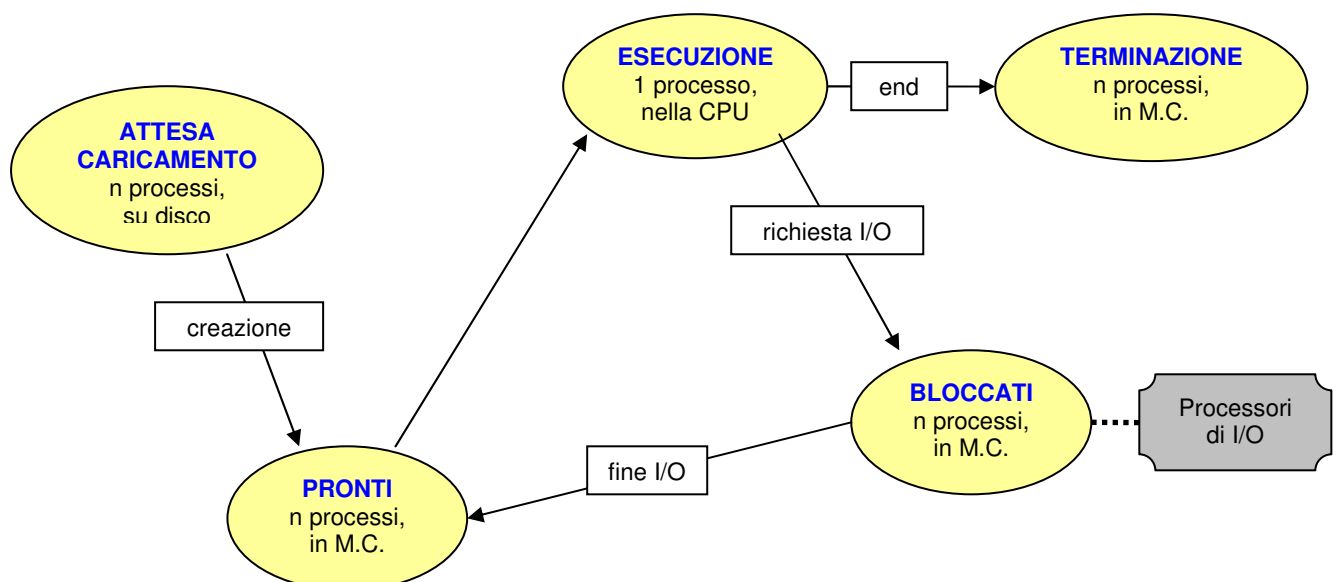 ESECUZIONE
1 processo,
nella CPU
end
TERMINAZIONE
n processi,
in M.C.
ATTESA
CARICAMENTO
n processi,
su disco
richiesta I/O
creazione
BLOCCATI
n processi,
in M.C.
Processori
di I/O
fine I/O
PRONTI
n processi,
in M.C.